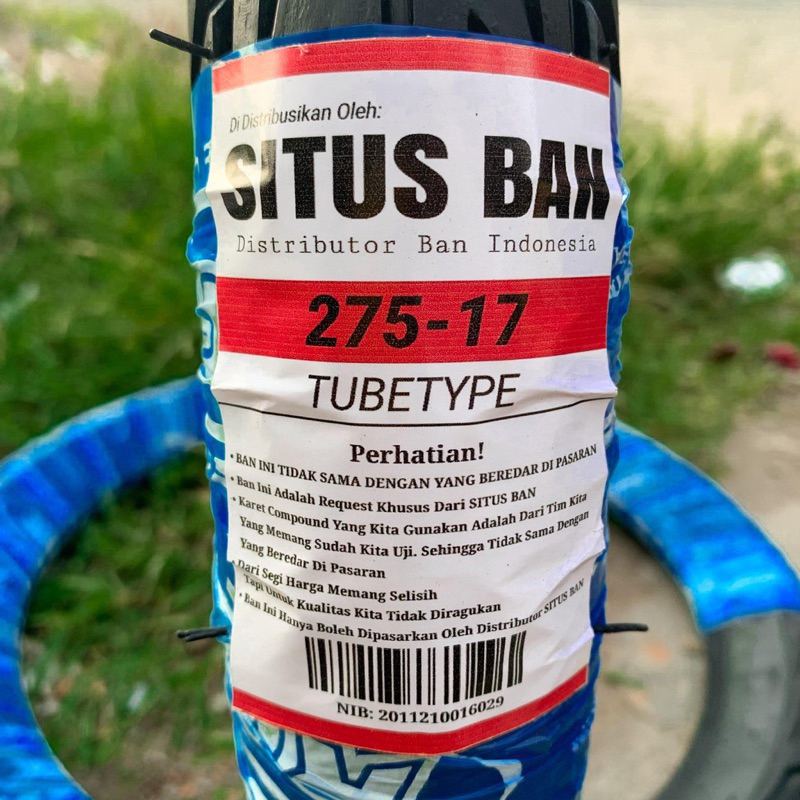 Di Distribusikan Oleh:
SITUS BAN
Distributor Ban Indonesia
275-17
TUBETYPE
Perhatian!
• BAN INI TIDAK SAMA DENGAN YANG BEREDAR DI PASARAN
• Ban Ini Adalah Request Khusus Dari SITUS BAN
• Karet Compound Yang Kita Gunakan Adalah Dari Tim Kita
Yang Memang Sudah Kita Uji. Sehingga Tidak Sama Dengan
Yang Beredar Di Pasaran
• Dari Segi Harga Memang Selisih
Tapi Untuk Kualitas Kita Tidak Diragukan
• Ban Ini Hanya Boleh Dipasarkan Oleh Distributor SITUS BAN
NIB: 2011210016029